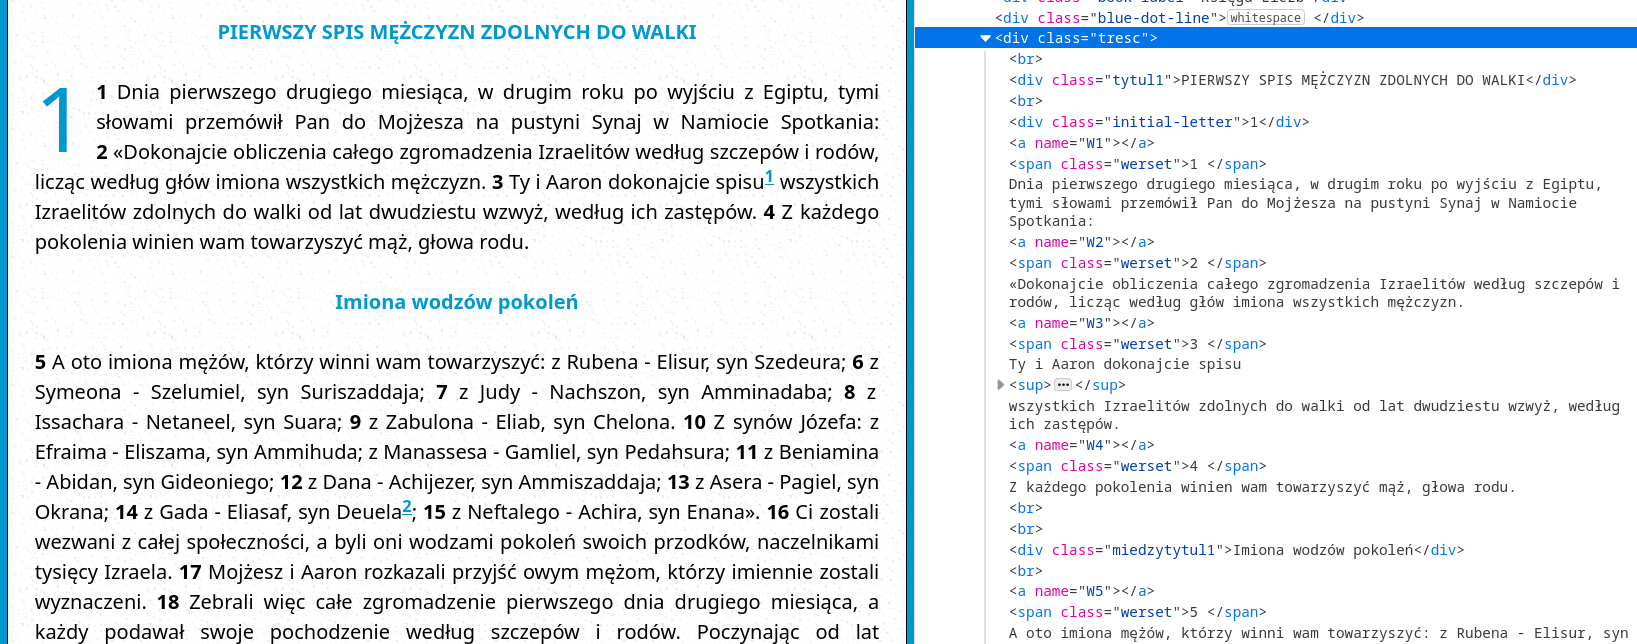 PIERWSZY SPIS MĘŻCZYZN ZDOLNYCH DO WALKI
1
1 Dnia pierwszego drugiego miesiąca, w drugim roku po wyjściu z Egiptu, tymi
słowami przemówił Pan do Mojżesza na pustyni Synaj w Namiocie Spotkania:
2 «Dokonajcie obliczenia całego zgromadzenia Izraelitów według szczepów i rodów,
licząc według głów imiona wszystkich mężczyzn. 3 Ty i Aaron dokonajcie spisu1 wszystkich
Izraelitów zdolnych do walki od lat dwudziestu wzwyż, według ich zastępów. 4 Z każdego
pokolenia winien wam towarzyszyć mąż, głowa rodu.
Imiona wodzów pokoleń
5 A oto imiona mężów, którzy winni wam towarzyszyć: z Rubena - Elisur, syn Szedeura; 6 z
Symeona - Szelumiel, syn Suriszaddaja; 7 z Judy - Nachszon, syn Amminadaba; 8 z
Issachara - Netaneel, syn Suara; 9 z Zabulona - Eliab, syn Chelona. 10 Z synów Józefa: z
Efraima - Eliszama, syn Ammihuda; z Manassesa - Gamliel, syn Pedahsura; 11 z Beniamina
- Abidan, syn Gideoniego; 12 z Dana - Achijezer, syn Ammiszaddaja; 13 z Asera - Pagiel, syn
Okrana; 14 z Gada - Eliasaf, syn Deuela2; 15 z Neftalego - Achira, syn Enana». 16 Ci zostali
wezwani z całej społeczności, a byli oni wodzami pokoleń swoich przodków, naczelnikami
tysięcy Izraela. 17 Mojżesz i Aaron rozkazali przyjść owym mężom, którzy imiennie zostali
wyznaczeni. 18 Zebrali więc całe zgromadzenie pierwszego dnia drugiego miesiąca, a
każdy podawał swoje pochodzenie według szczepów i rodów. Poczynając od lat
<div class="blue-dot-line">whitespace </div>
<div class="tresc">
<br>
<div class="tytul1">PIERWSZY SPIS MĘŻCZYZN ZDOLNYCH DO WALKI</div>
<br>
<div class="initial-letter">1</div>
<a name="W1"></a>
<span class="werset">1 </span>
Dnia pierwszego drugiego miesiąca, w drugim roku po wyjściu z Egiptu,
tymi słowami przemówił Pan do Mojżesza na pustyni Synaj w Namiocie
Spotkania:
<a name="W2"></a>
<span class="werset">2 </span>
«Dokonajcie obliczenia całego zgromadzenia Izraelitów według szczepów i
rodów, licząc według głów imiona wszystkich mężczyzn.
<a name="W3"></a>
<span class="werset">3 </span>
Ty i Aaron dokonajcie spisu
<sup>•••</sup>
wszystkich Izraelitów zdolnych do walki od lat dwudziestu wzwyż, według
ich zastępów.
<a name="W4"></a>
<span class="werset">4 </span>
Z każdego pokolenia winien wam towarzyszyć mąż, głowa rodu.
<br>
<br>
<div class="miedzytytul1">Imiona wodzów pokoleń</div>
<br>
<a name="W5"></a>
<span class="werset">5 </span>
A oto imiona mężów, którzy winni wam towarzyszyć: z Rubena - Elisur, syn